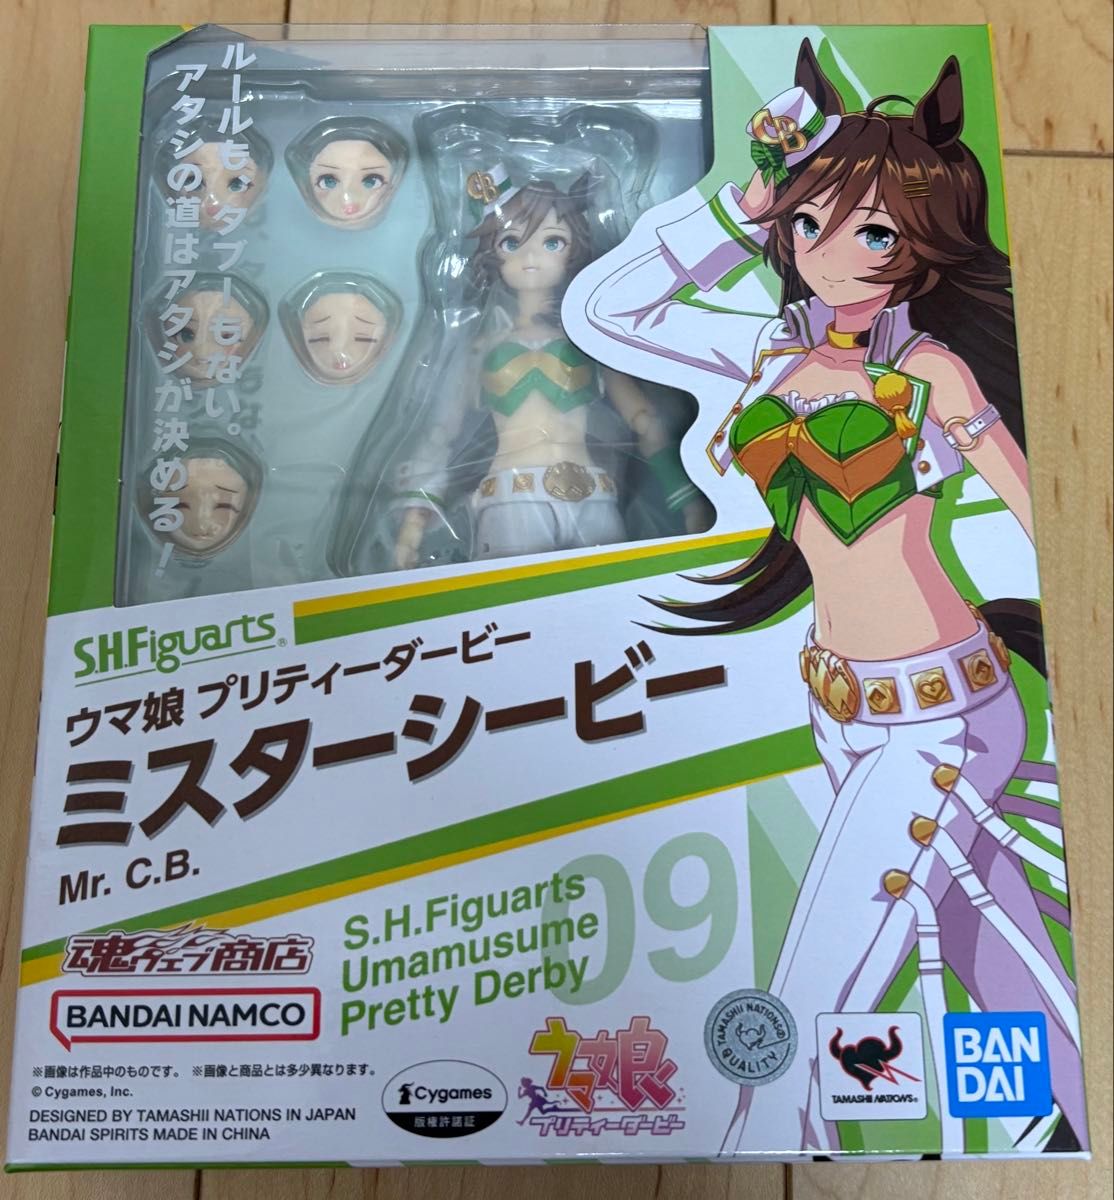 ルールも、タブーもない。
アタシの道はアタシが決める！
CB
CB
S.H.Figuarts®
ウマ娘 プリティーダービー
ミスターシービー
Mr. C.B.
09
S.H.Figuarts
Umamusume
Pretty Derby
魂ウェブ商店
BANDAI NAMCO
※画像は作品中のものです。 ※画像と商品とは多少異なります。
© Cygames, Inc.
DESIGNED BY TAMASHII NATIONS IN JAPAN
BANDAI SPIRITS MADE IN CHINA
Cygames
版権許諾証
ウマ娘
プリティーダービー
TAMASHII NATIONS®
QUALITY
TAMASHII NATIONS®
BAN
DAI